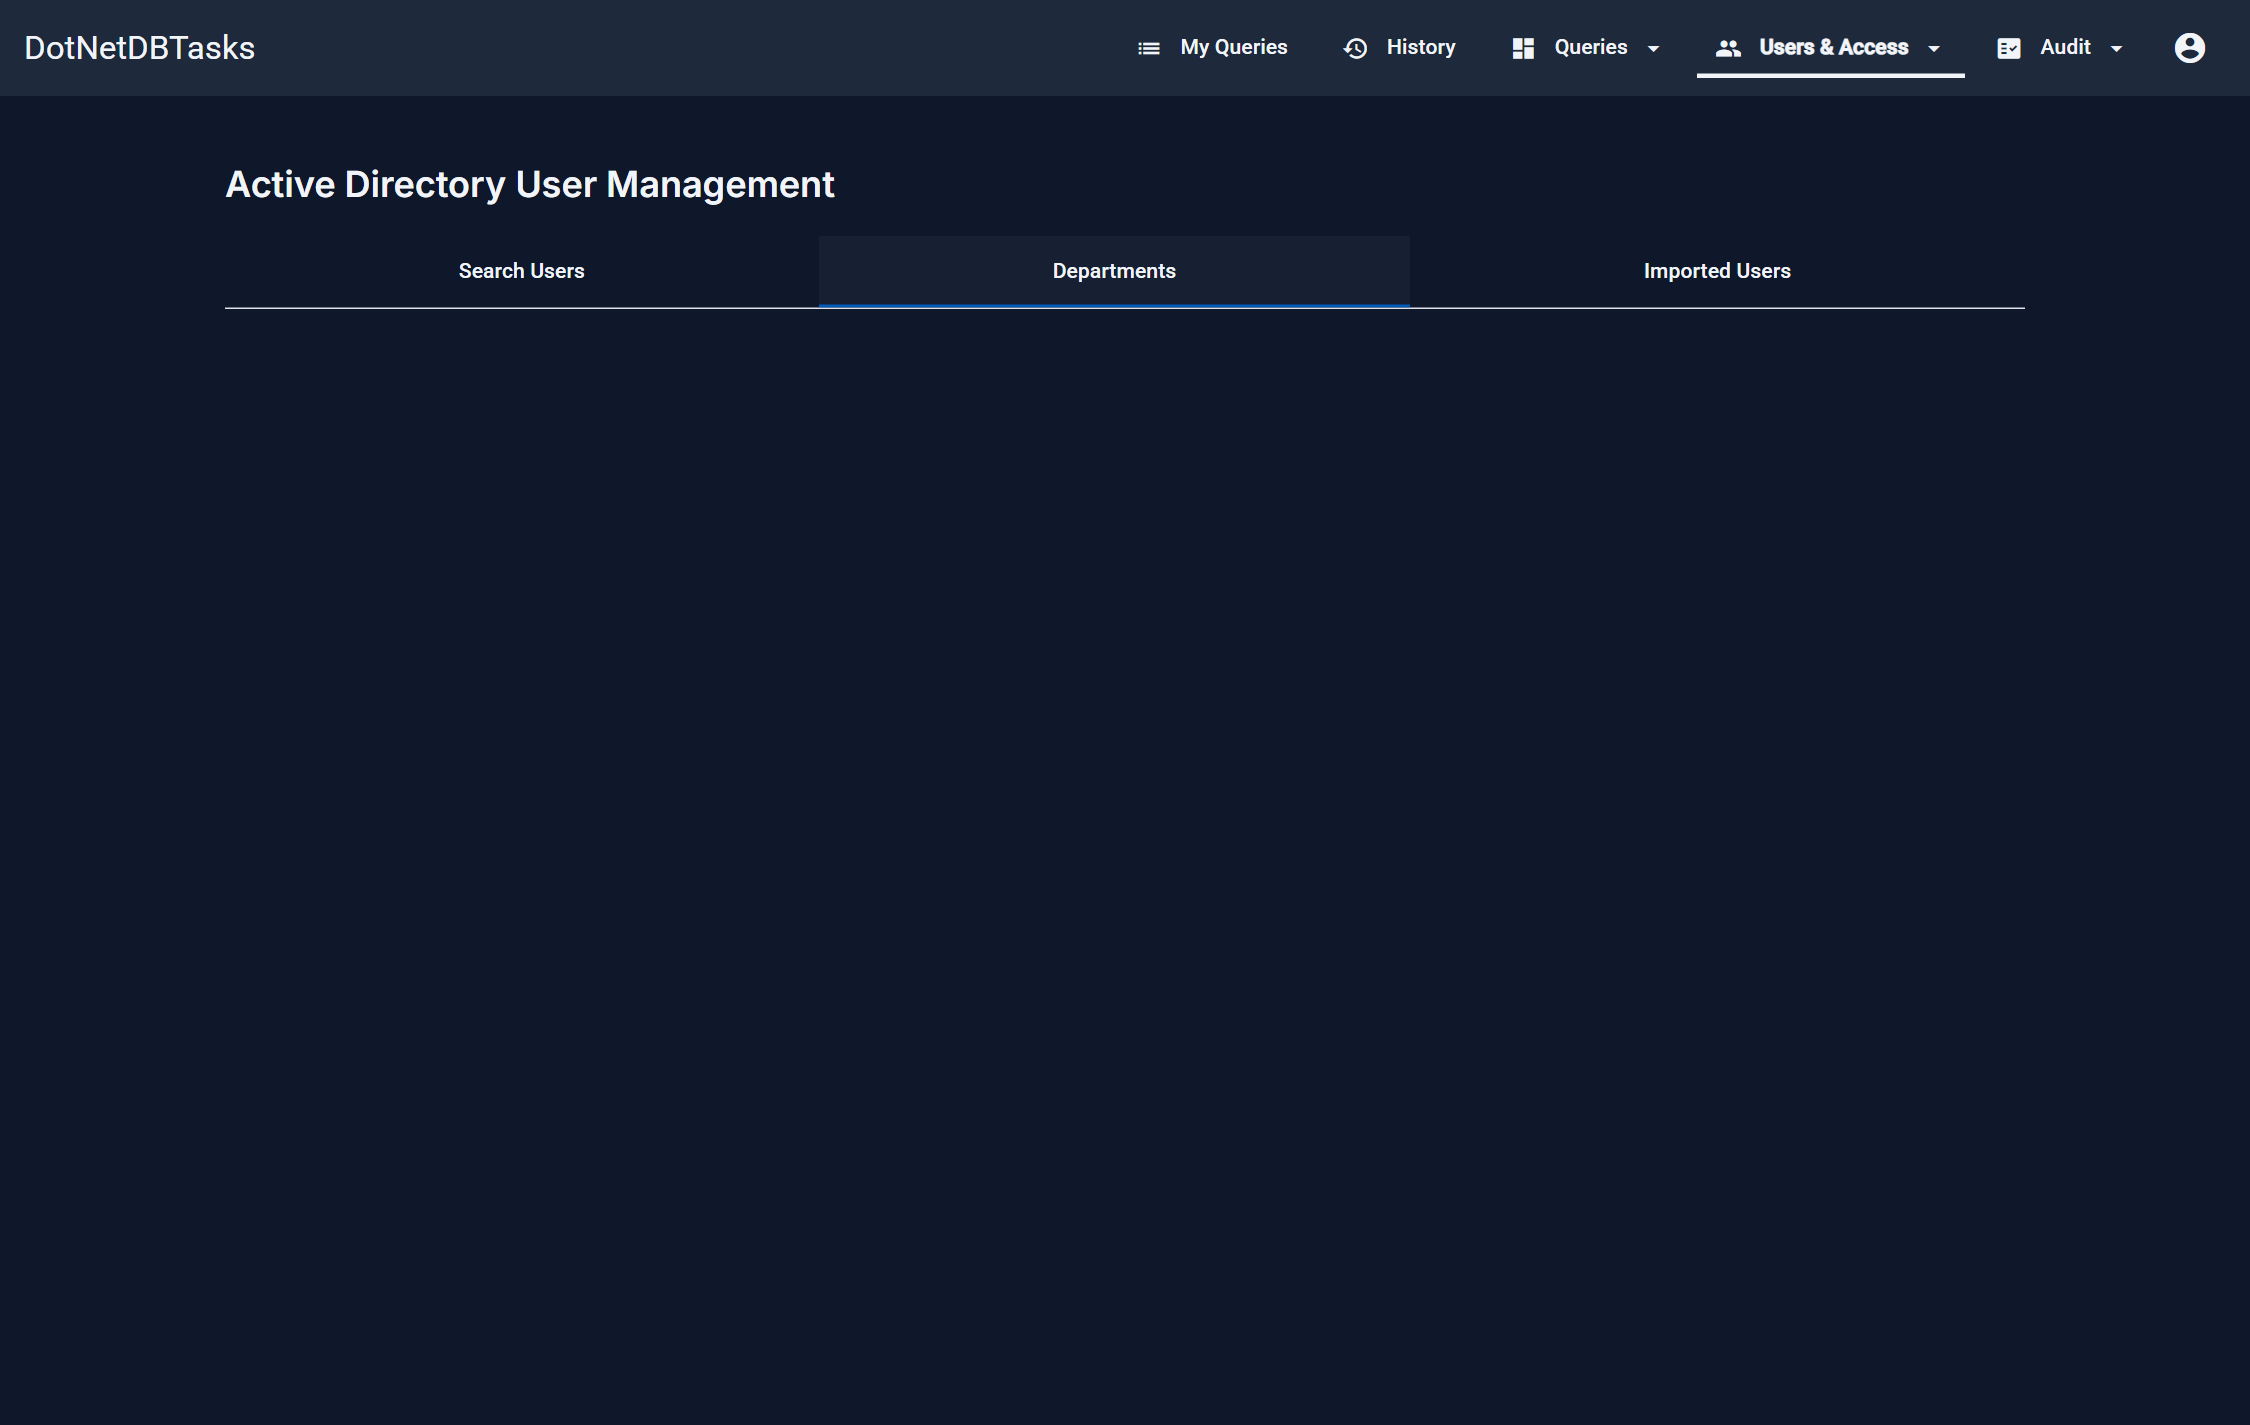 DotNetDBTasks
My Queries
History
Queries
Users & Access
Audit
Active Directory User Management
Search Users
Departments
Imported Users